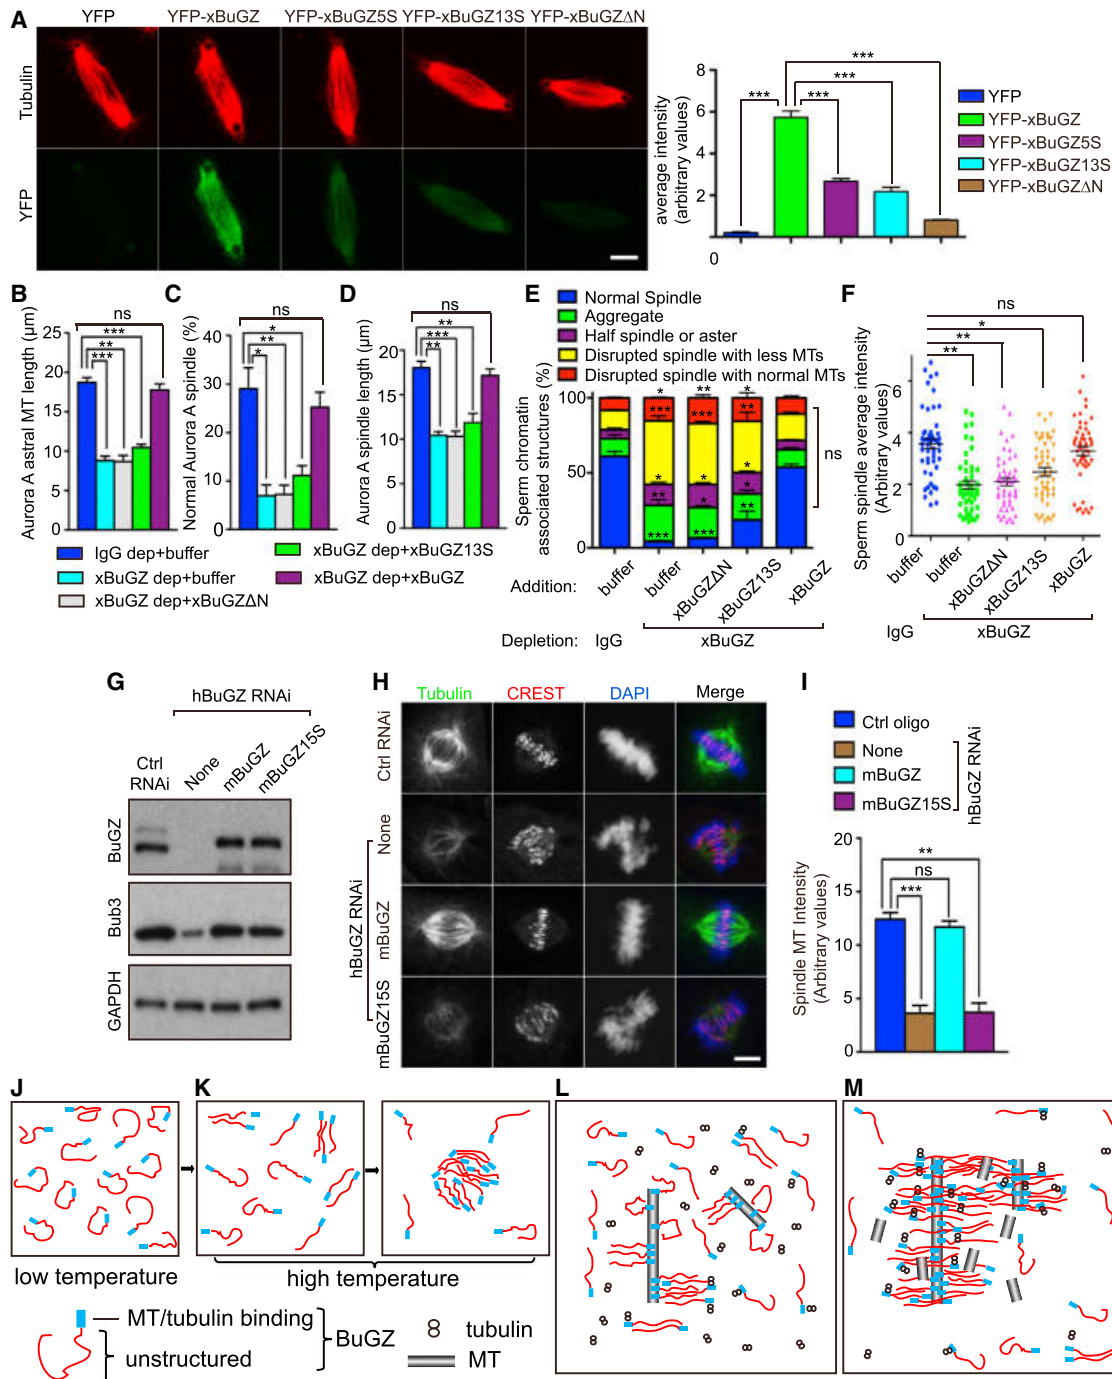 A
YFP
YFP-xBuGZ
YFP-xBuGZ5S
YFP-xBuGZ13S
YFP-xBuGZΔN
Tubulin
YFP
average intensity
(arbitrary values)
8
6
4
2
0
***
***
***
***
YFP
YFP-xBuGZ
YFP-xBuGZ5S
YFP-xBuGZ13S
YFP-xBuGZΔN
B
Aurora A astral MT length (µm)
25
20
15
10
5
0
ns
***
**
***
C
Normal Aurora A spindle (%)
40
30
20
10
0
ns
*
**
*
D
Aurora A spindle length (µm)
20
15
10
5
0
ns
**
***
**
IgG dep+buffer
xBuGZ dep+buffer
xBuGZ dep+xBuGZΔN
xBuGZ dep+xBuGZ13S
xBuGZ dep+xBuGZ
E
Normal Spindle
Aggregate
Half spindle or aster
Disrupted spindle with less MTs
Disrupted spindle with normal MTs
Sperm chromatin
associated structures (%)
100
50
0
*
***
*
**
***
**
***
*
*
***
*
**
*
*
**
ns
Addition:
buffer
buffer
xBuGZΔN
xBuGZ13S
xBuGZ
Depletion:
IgG
xBuGZ
F
Sperm spindle average intensity
(Arbitrary values)
6
4
2
0
ns
*
**
**
buffer
buffer
xBuGZΔN
xBuGZ13S
xBuGZ
IgG
xBuGZ
G
hBuGZ RNAi
Ctrl
RNAi
None
mBuGZ
mBuGZ15S
BuGZ
Bub3
GAPDH
H
Tubulin
CREST
DAPI
Merge
Ctrl RNAi
None
mBuGZ
mBuGZ15S
hBuGZ RNAi
I
Ctrl oligo
None
mBuGZ
mBuGZ15S
hBuGZ RNAi
Spindle MT Intensity
(Arbitrary values)
20
15
10
5
0
**
ns
***
J
low temperature
K
high temperature
L
M
MT/tubulin binding
unstructured
BuGZ
tubulin
MT